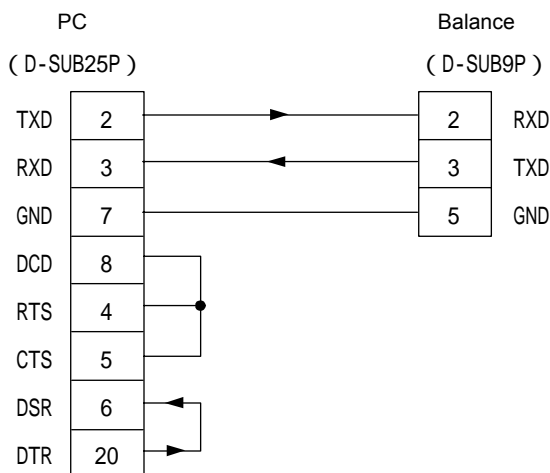 PC Balance
( D-SUB25P ) ( D-SUB9P )
TXD 2 2 RXD
RXD 3 3 TXD
GND 7 5 GND
DCD 8
RTS 4
CTS 5
DSR 6
DTR 20